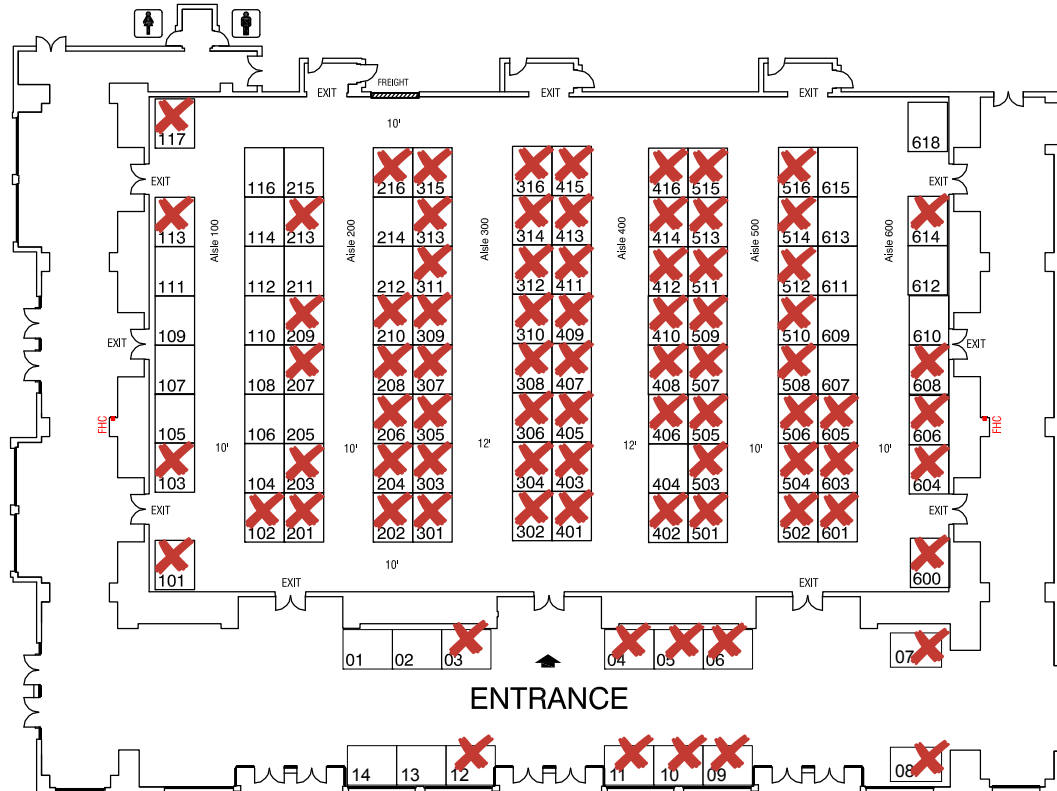 FREIGHT
EXIT EXIT EXIT
10'
117 618
116 215 216 315 316 415 416 515 516 615
EXIT EXIT
113 114 213 214 313 314 413 414 513 514 613 614
Aisle 100 Aisle 200 Aisle 300 Aisle 400 Aisle 500 Aisle 600
111 112 211 212 311 312 411 412 511 512 611 612
109 110 209 210 309 310 409 410 509 510 609 610
EXIT EXIT
107 108 207 208 307 308 407 408 507 508 607 608
FHC FHC
105 106 205 206 305 306 405 406 505 506 605 606
10' 10' 12' 12' 10' 10'
103 104 203 204 303 304 403 404 503 504 603 604
EXIT EXIT
102 201 202 301 302 401 402 501 502 601
10'
101 600
EXIT EXIT
01 02 03 04 05 06 07
ENTRANCE
14 13 12 11 10 09 08